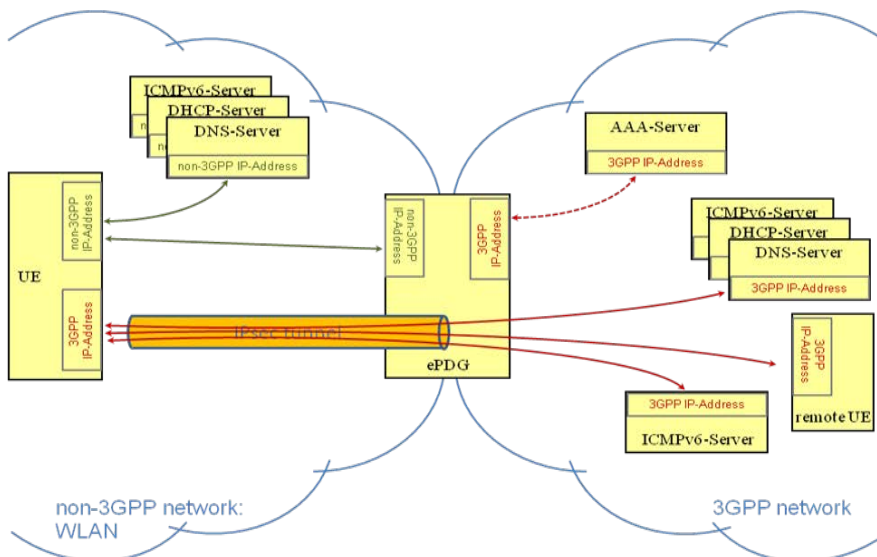 ICMPv6-Server
DHCP-Server
DNS-Server
non-3GPP IP-Address
AAA-Server
3GPP IP-Address
UE
non-3GPP
IP-Address
3GPP
IP-Address
non-3GPP
IP-Address
3GPP
IP-Address
ePDG
IPsec tunnel
ICMPv6-Server
DHCP-Server
DNS-Server
3GPP IP-Address
3GPP
IP-Address
remote UE
3GPP IP-Address
ICMPv6-Server
non-3GPP network:
WLAN
3GPP network